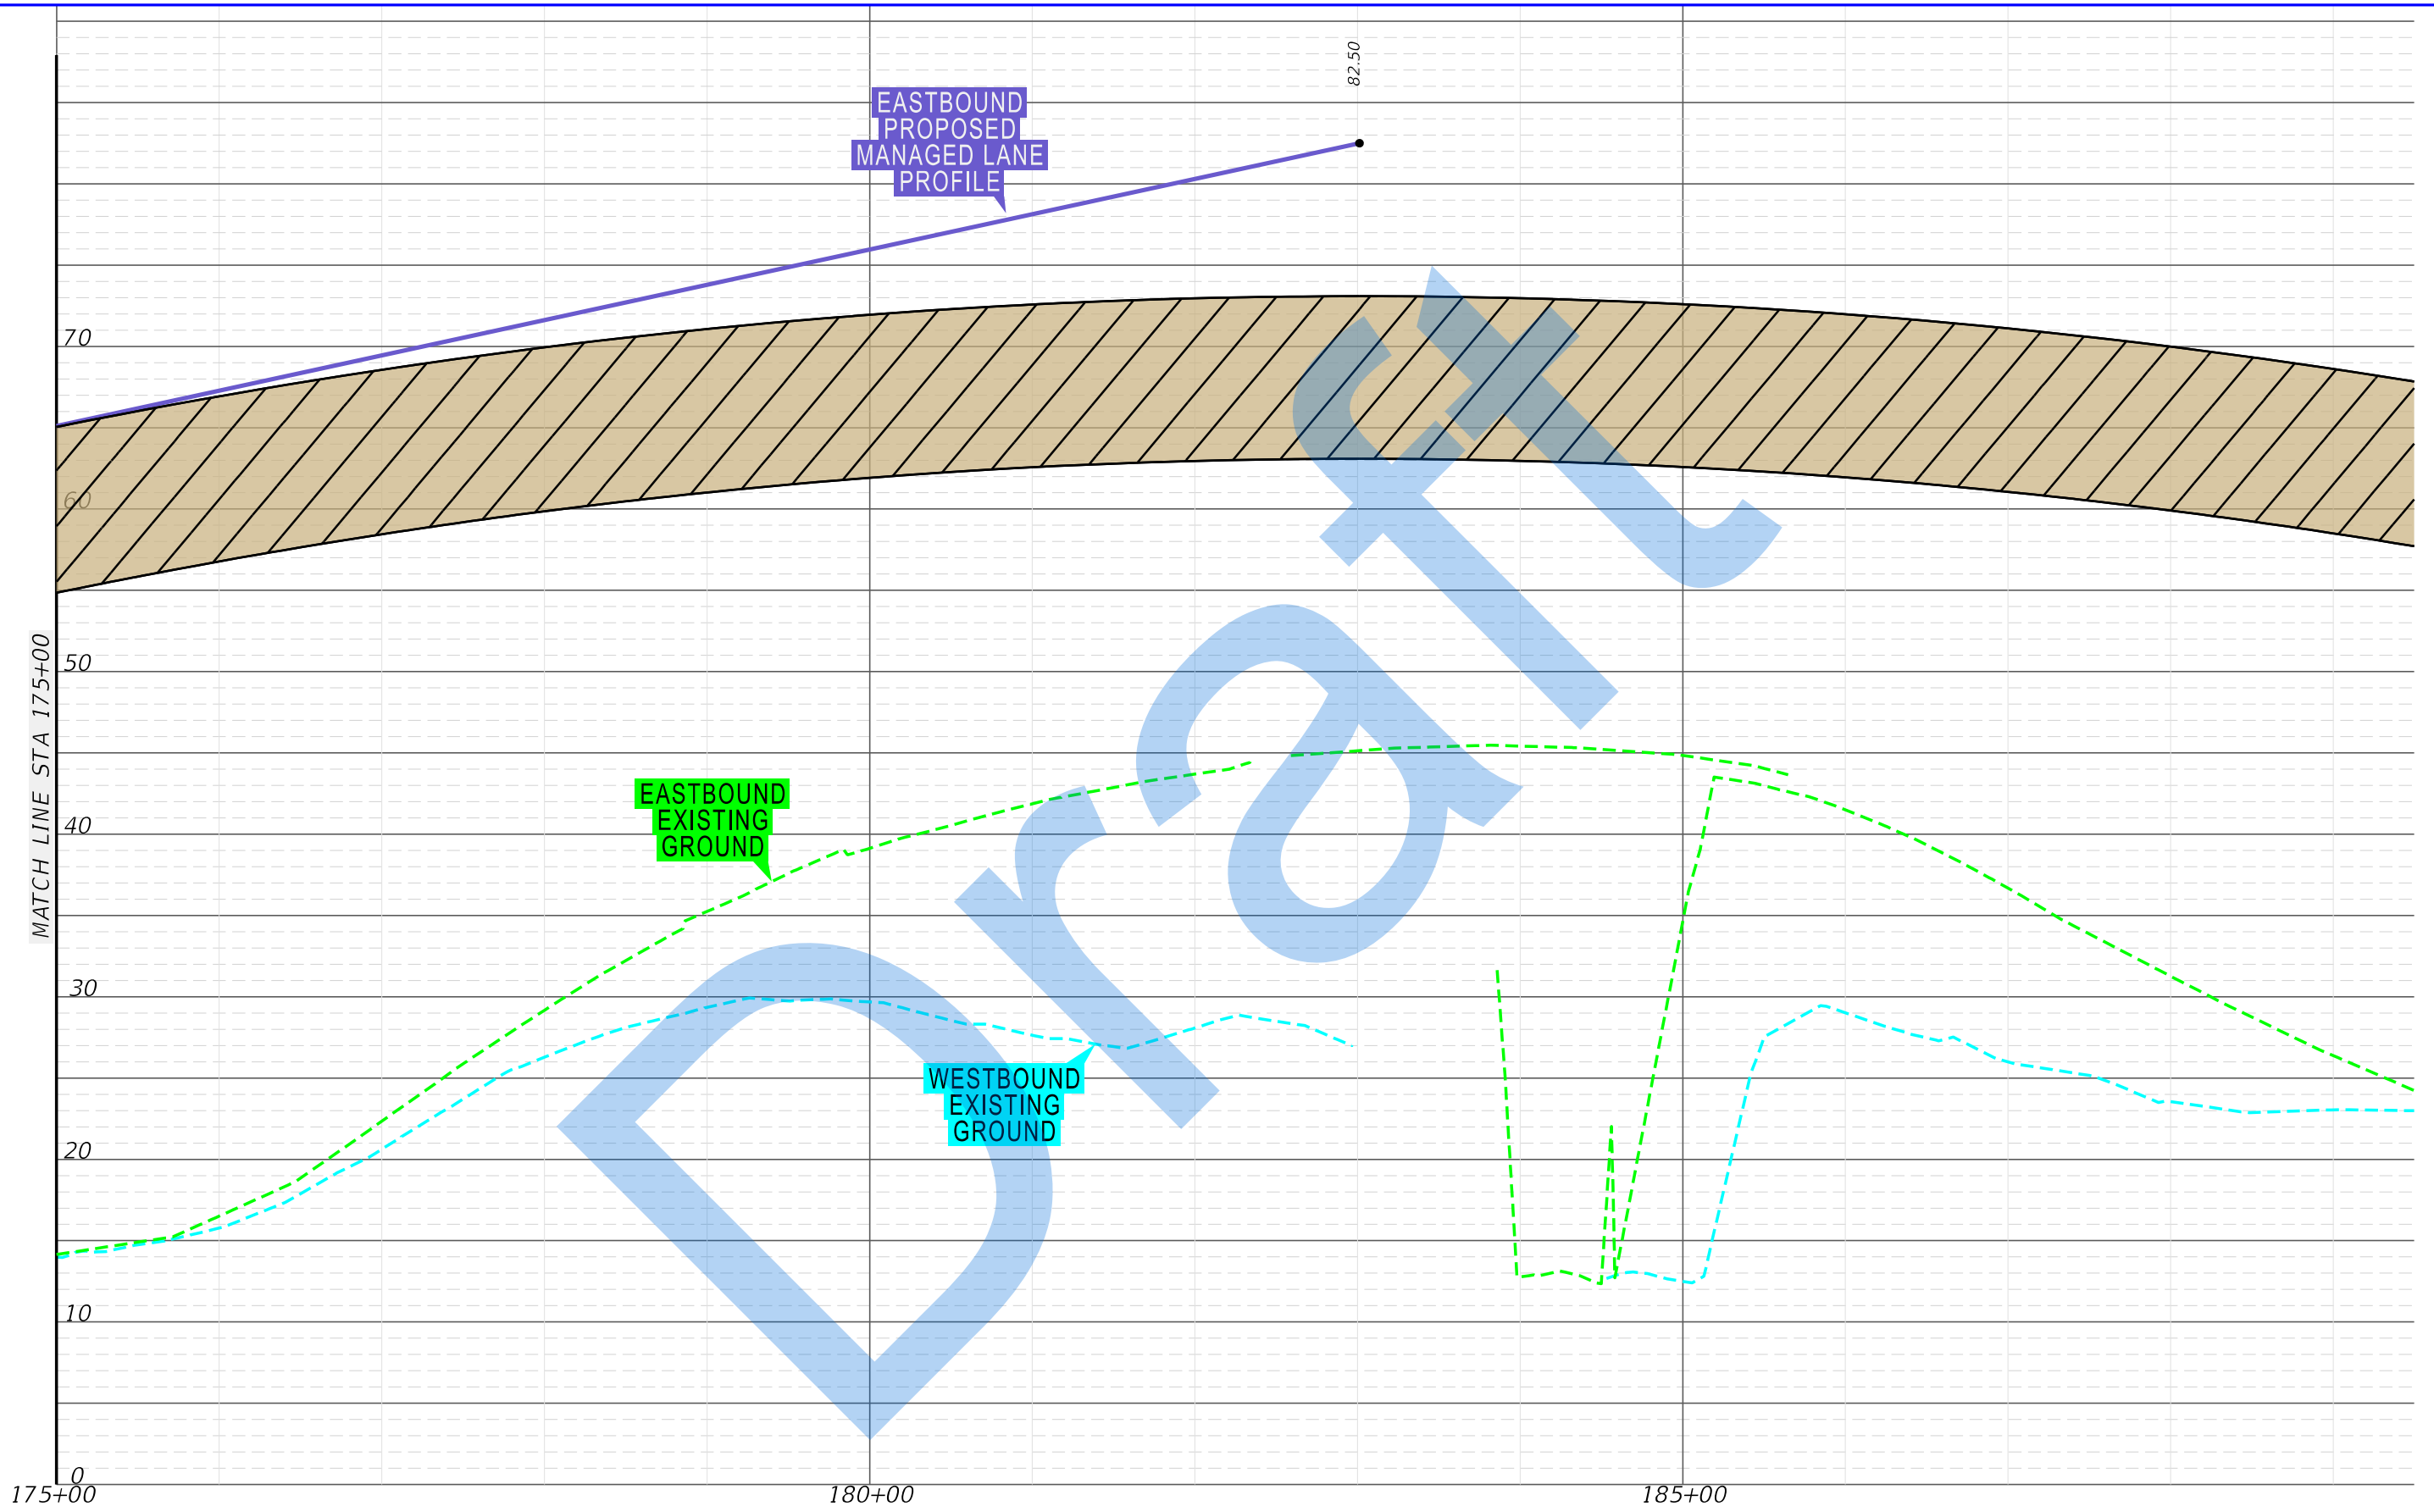 82.50
EASTBOUND
PROPOSED
MANAGED LANE
PROFILE
70
60
50
MATCH LINE STA 175+00
EASTBOUND
EXISTING
GROUND
40
30
WESTBOUND
EXISTING
GROUND
20
10
0
175+00
180+00
185+00
Draft